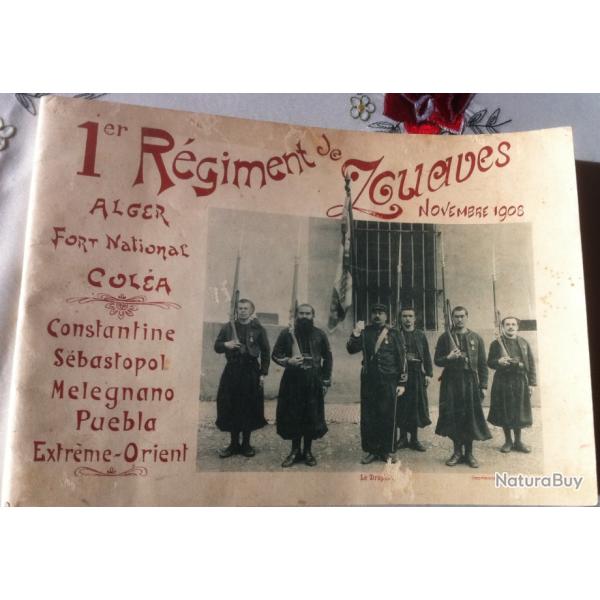 1er Régiment de Zouaves
Novembre 1908
Alger
Fort National
Coléa
Constantine
Sébastopol
Melegnano
Puebla
Extrême-Orient
Le Drapeau
NaturaBuy